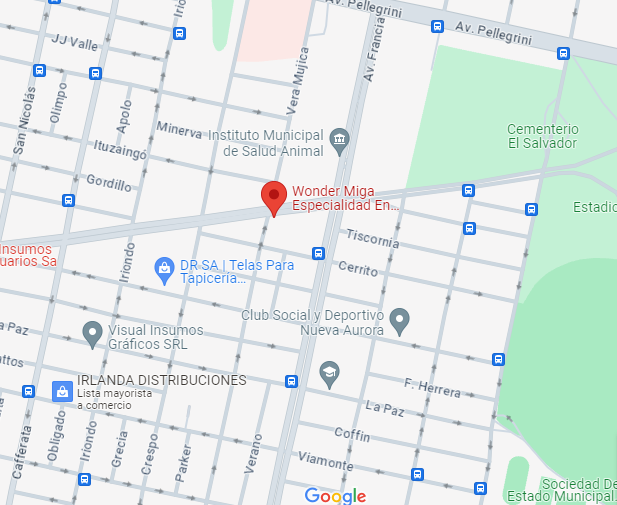 Av. Pellegrini
Av. Pellegrini
Iriondo
JJ Valle
Av. Francia
Vera Mujica
San Nicolás
Olimpo
Apolo
Minerva
Instituto Municipal
de Salud Animal
Cementerio
El Salvador
Ituzaingó
Gordillo
Wonder Miga
Especialidad En...
Estadio
Tiscornia
Insumos
uarios Sa
Iriondo
DR SA | Telas Para
Tapicería...
Cerrito
Club Social y Deportivo
Nueva Aurora
a Paz
Visual Insumos
Gráficos SRL
attos
IRLANDA DISTRIBUCIONES
Lista mayorista
a comercio
F. Herrera
La Paz
Coffin
Viamonte
Cafferata
Obligado
Iriondo
Grecia
Crespo
Parker
Verano
Sociedad De
Estado Municipal.
Google